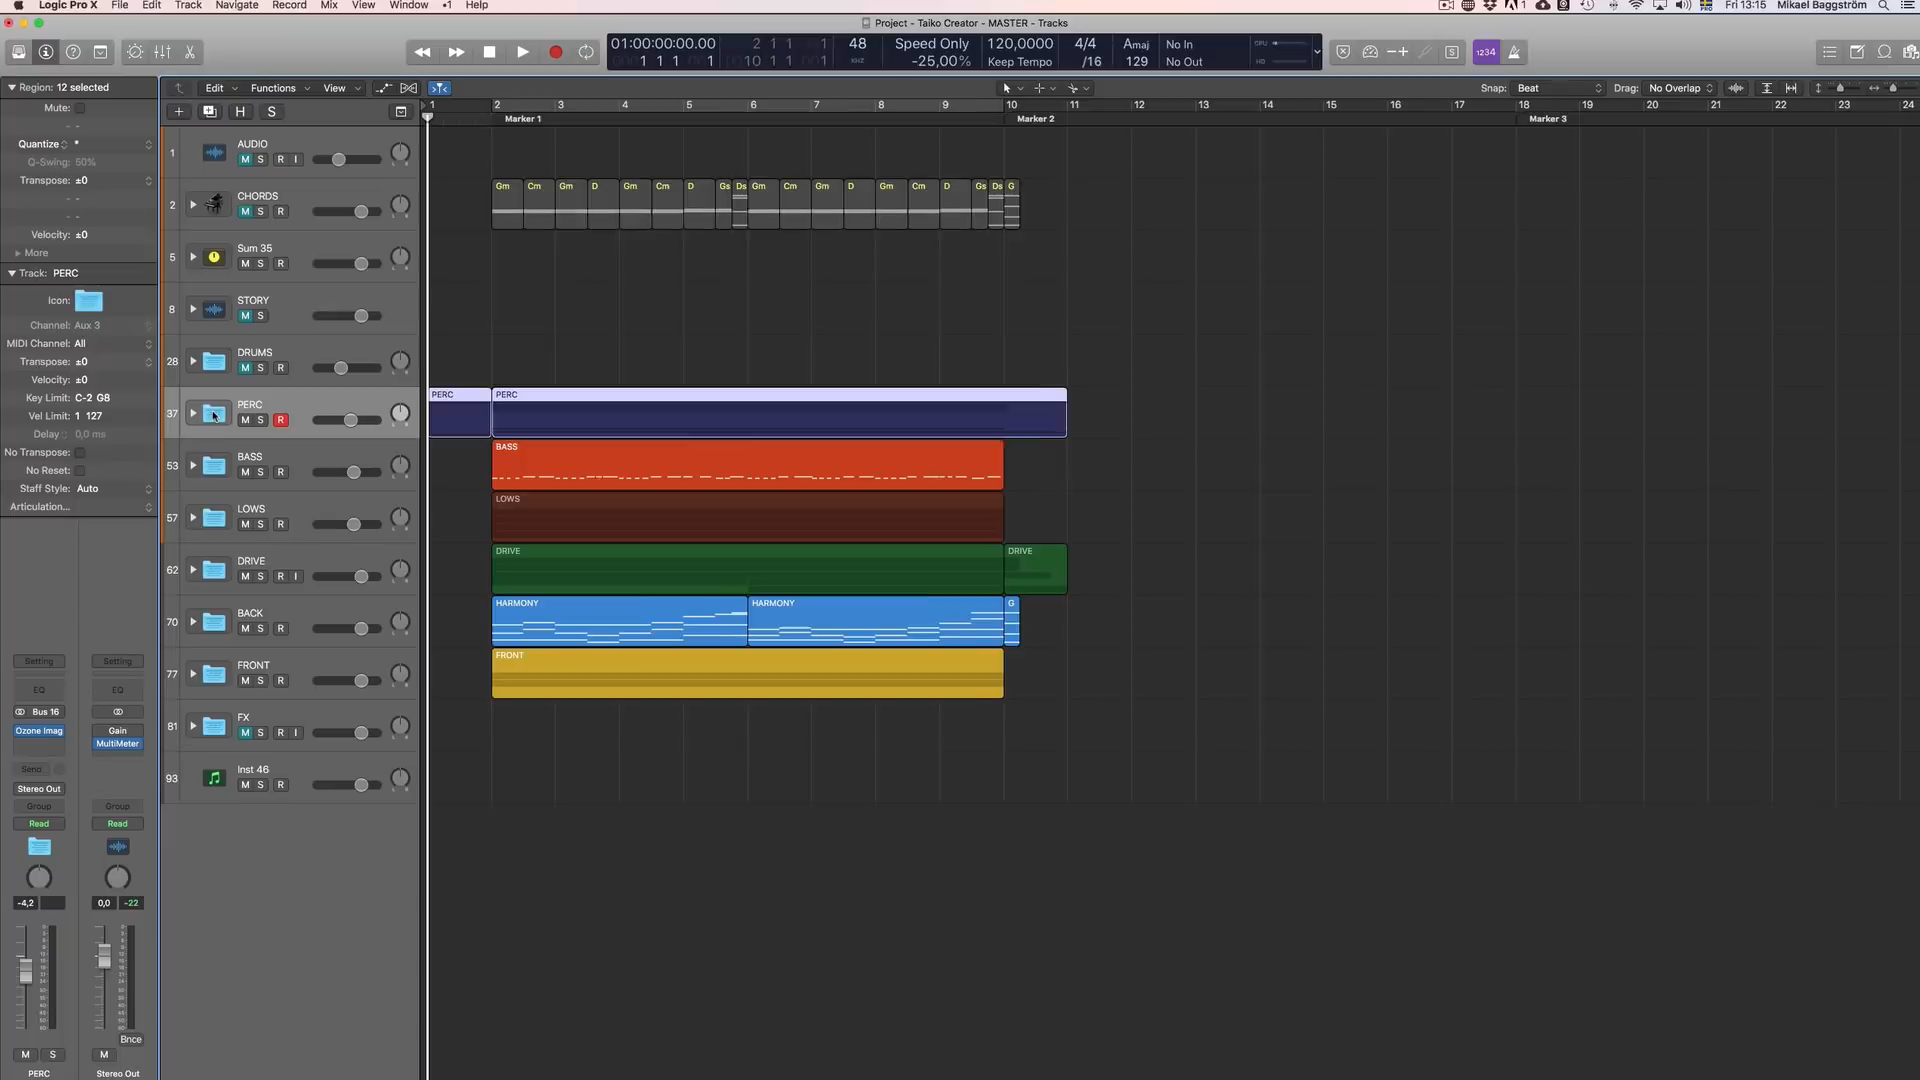 Logic Pro X File Edit Track Navigate Record Mix View Window 1 Help Fri 13:15 Mikael Baggström
Project - Taiko Creator - MASTER - Tracks
01:00:00:00.00 2 1 1 1 48 Speed Only 120,0000 4/4 Amaj No In CPU
1 1 1 1 10 1 1 1 KHZ -25,00% Keep Tempo /16 129 No Out HD
1234
Region: 12 selected
Edit Functions View
Snap: Beat Drag: No Overlap
Mute:
Quantize
Q-Swing: 50%
Transpose: ±0
Velocity: ±0
More
Track: PERC
Icon:
Channel: Aux 3
MIDI Channel: All
Transpose: ±0
Velocity: ±0
Key Limit: C-2 G8
Vel Limit: 1 127
Delay 0,0 ms
No Transpose:
No Reset:
Staff Style: Auto
Articulation...
H S
1 2 3 4 5 6 7 8 9 10 11 12 13 14 15 16 17 18 19 20 21 22 23 24
Marker 1 Marker 2 Marker 3
1 AUDIO
M S R I
2 CHORDS
M S R
Gm Cm Gm D Gm Cm D Gs Ds Gm Cm Gm D Gm Cm D Gs Ds G
5 Sum 35
M S R
8 STORY
M S
28 DRUMS
M S R
37 PERC
M S R
PERC PERC
53 BASS
M S R
BASS
57 LOWS
M S R
LOWS
62 DRIVE
M S R I
DRIVE DRIVE
70 BACK
M S R
HARMONY HARMONY G
77 FRONT
M S R
FRONT
81 FX
M S R I
93 Inst 46
M S R
Setting Setting
EQ EQ
Bus 16
Ozone Imag Gain
MultiMeter
Send
Stereo Out
Group Group
Read Read
-4,2 0,0 -22
Bnce
M S M
PERC Stereo Out